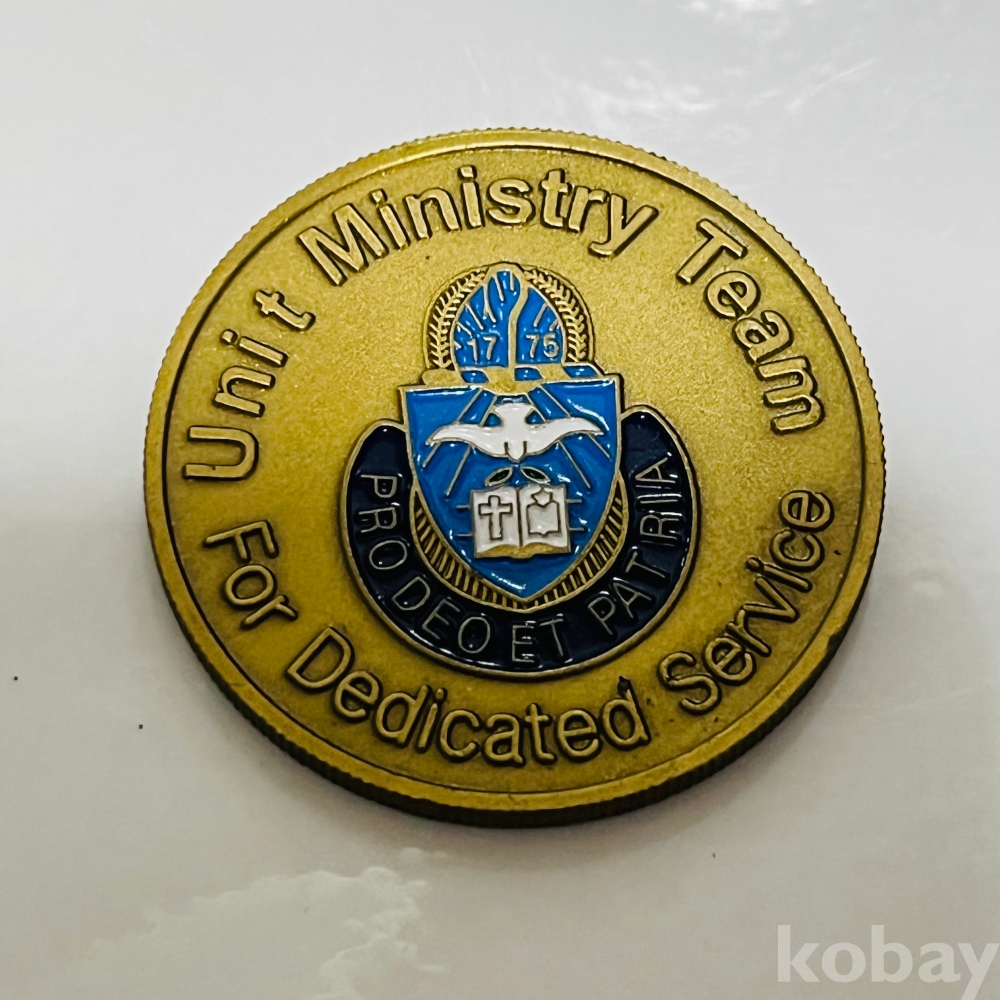 Unit Ministry Team
17 75
PRO DEO ET PATRIA
For Dedicated Service
kobay